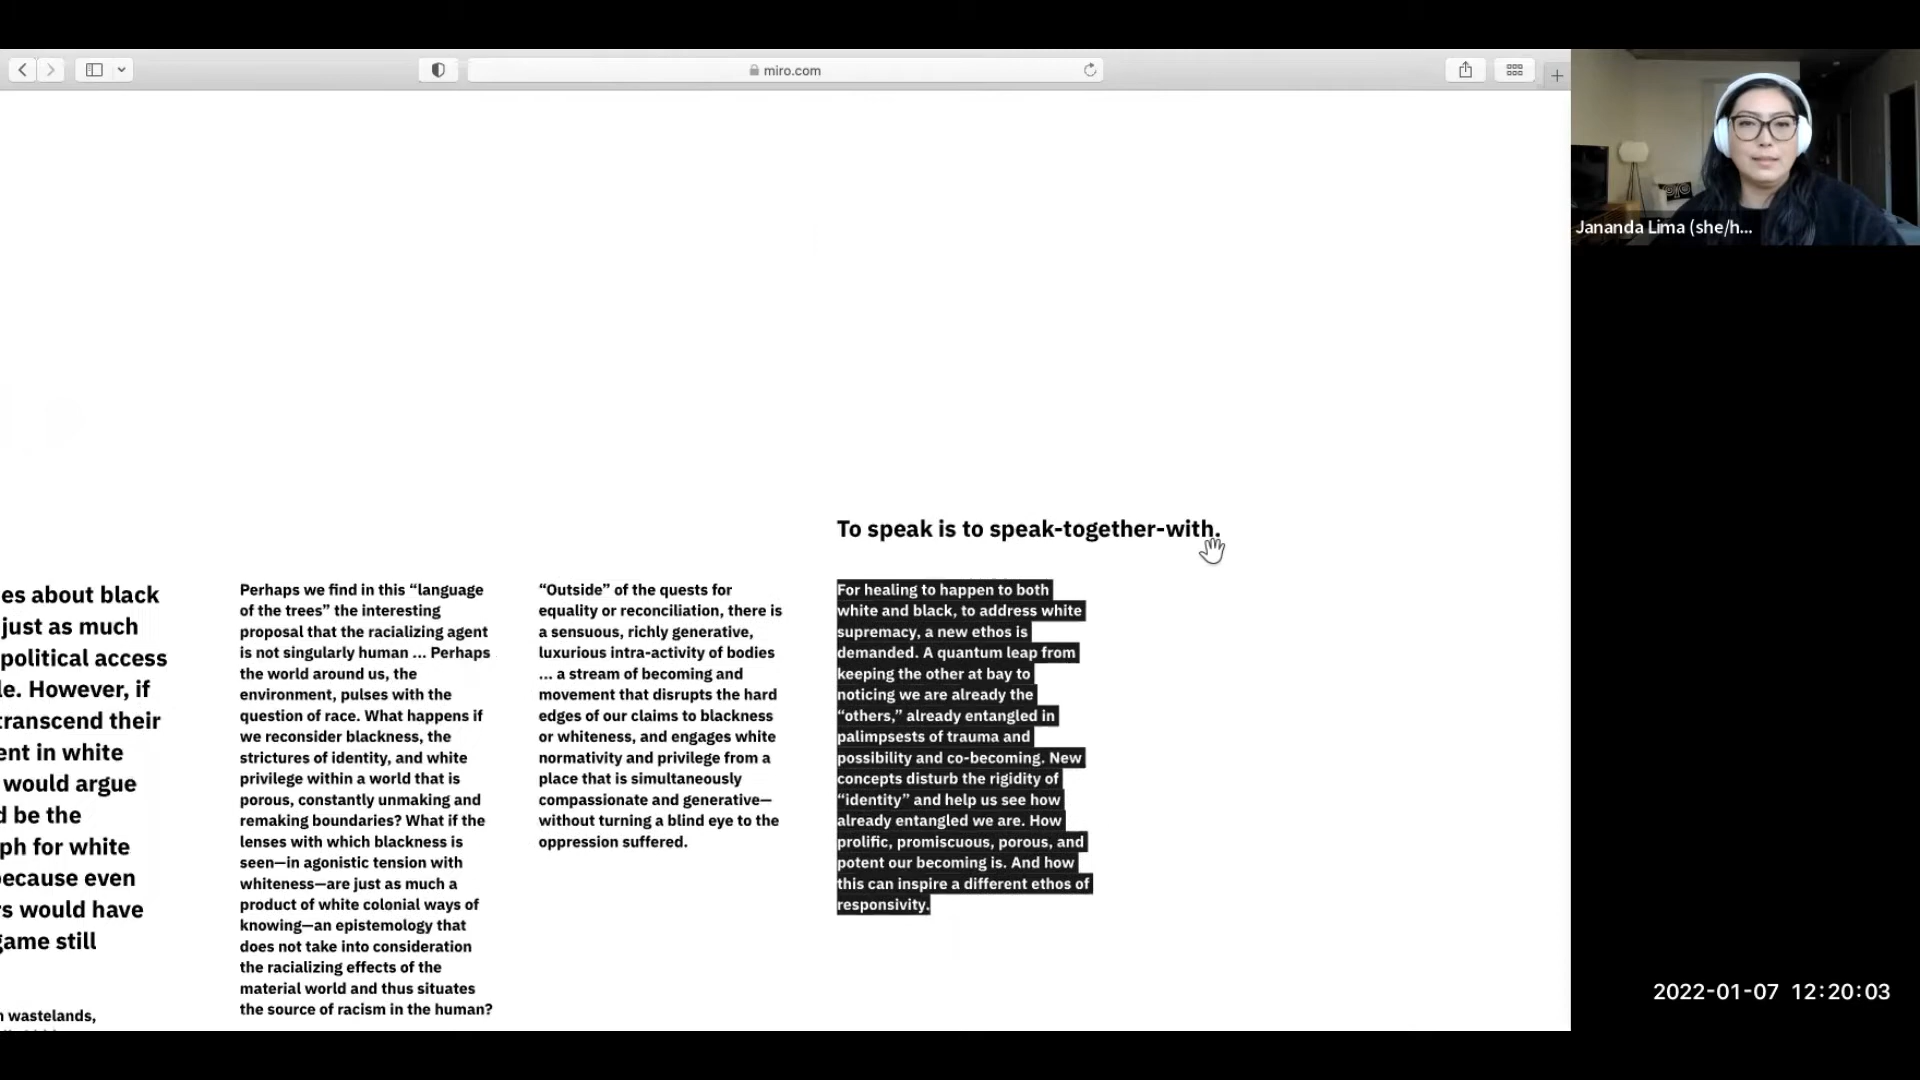 miro.com
Jananda Lima (she/h...
To speak is to speak-together-with.
es about black
just as much
political access
le. However, if
transcend their
ent in white
would argue
d be the
ph for white
because even
rs would have
game still
n wastelands,
Perhaps we find in this “language
of the trees” the interesting
proposal that the racializing agent
is not singularly human ... Perhaps
the world around us, the
environment, pulses with the
question of race. What happens if
we reconsider blackness, the
strictures of identity, and white
privilege within a world that is
porous, constantly unmaking and
remaking boundaries? What if the
lenses with which blackness is
seen—in agonistic tension with
whiteness—are just as much a
product of white colonial ways of
knowing—an epistemology that
does not take into consideration
the racializing effects of the
material world and thus situates
the source of racism in the human?
“Outside” of the quests for
equality or reconciliation, there is
a sensuous, richly generative,
luxurious intra-activity of bodies
... a stream of becoming and
movement that disrupts the hard
edges of our claims to blackness
or whiteness, and engages white
normativity and privilege from a
place that is simultaneously
compassionate and generative—
without turning a blind eye to the
oppression suffered.
For healing to happen to both
white and black, to address white
supremacy, a new ethos is
demanded. A quantum leap from
keeping the other at bay to
noticing we are already the
“others,” already entangled in
palimpsests of trauma and
possibility and co-becoming. New
concepts disturb the rigidity of
“identity” and help us see how
already entangled we are. How
prolific, promiscuous, porous, and
potent our becoming is. And how
this can inspire a different ethos of
responsivity.
2022-01-07 12:20:03